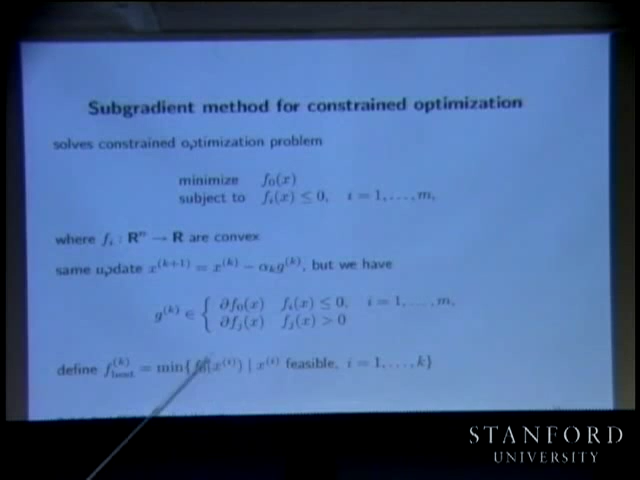 Subgradient method for constrained optimization
solves constrained optimization problem
minimize f₀(x)
subject to fᵢ(x) ≤ 0, i = 1, . . . , m,
where fᵢ : Rⁿ → R are convex
same update x⁽ᵏ⁺¹⁾ = x⁽ᵏ⁾ − αₖg⁽ᵏ⁾, but we have
g⁽ᵏ⁾ ∈ { ∂f₀(x) fᵢ(x) ≤ 0, i = 1, . . . , m,
∂fⱼ(x) fⱼ(x) > 0
define f_best⁽ᵏ⁾ = min{f₀(x⁽ⁱ⁾) | x⁽ⁱ⁾ feasible, i = 1, . . . , k}
STANFORD
UNIVERSITY